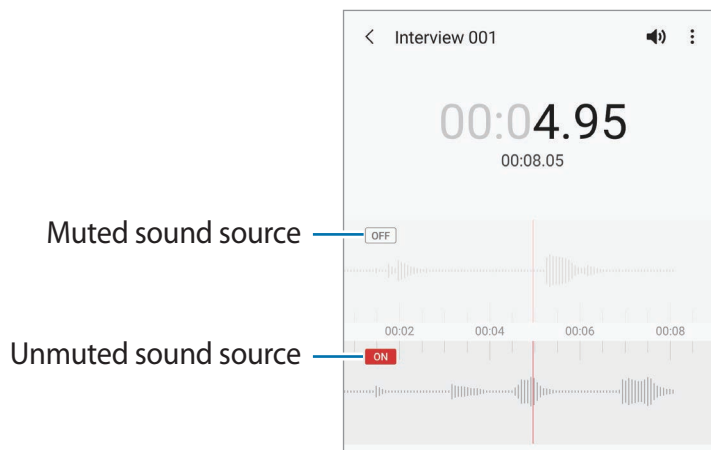 Interview 001
00:04.95
00:08.05
Muted sound source
OFF
00:02 00:04 00:06 00:08
Unmuted sound source
ON